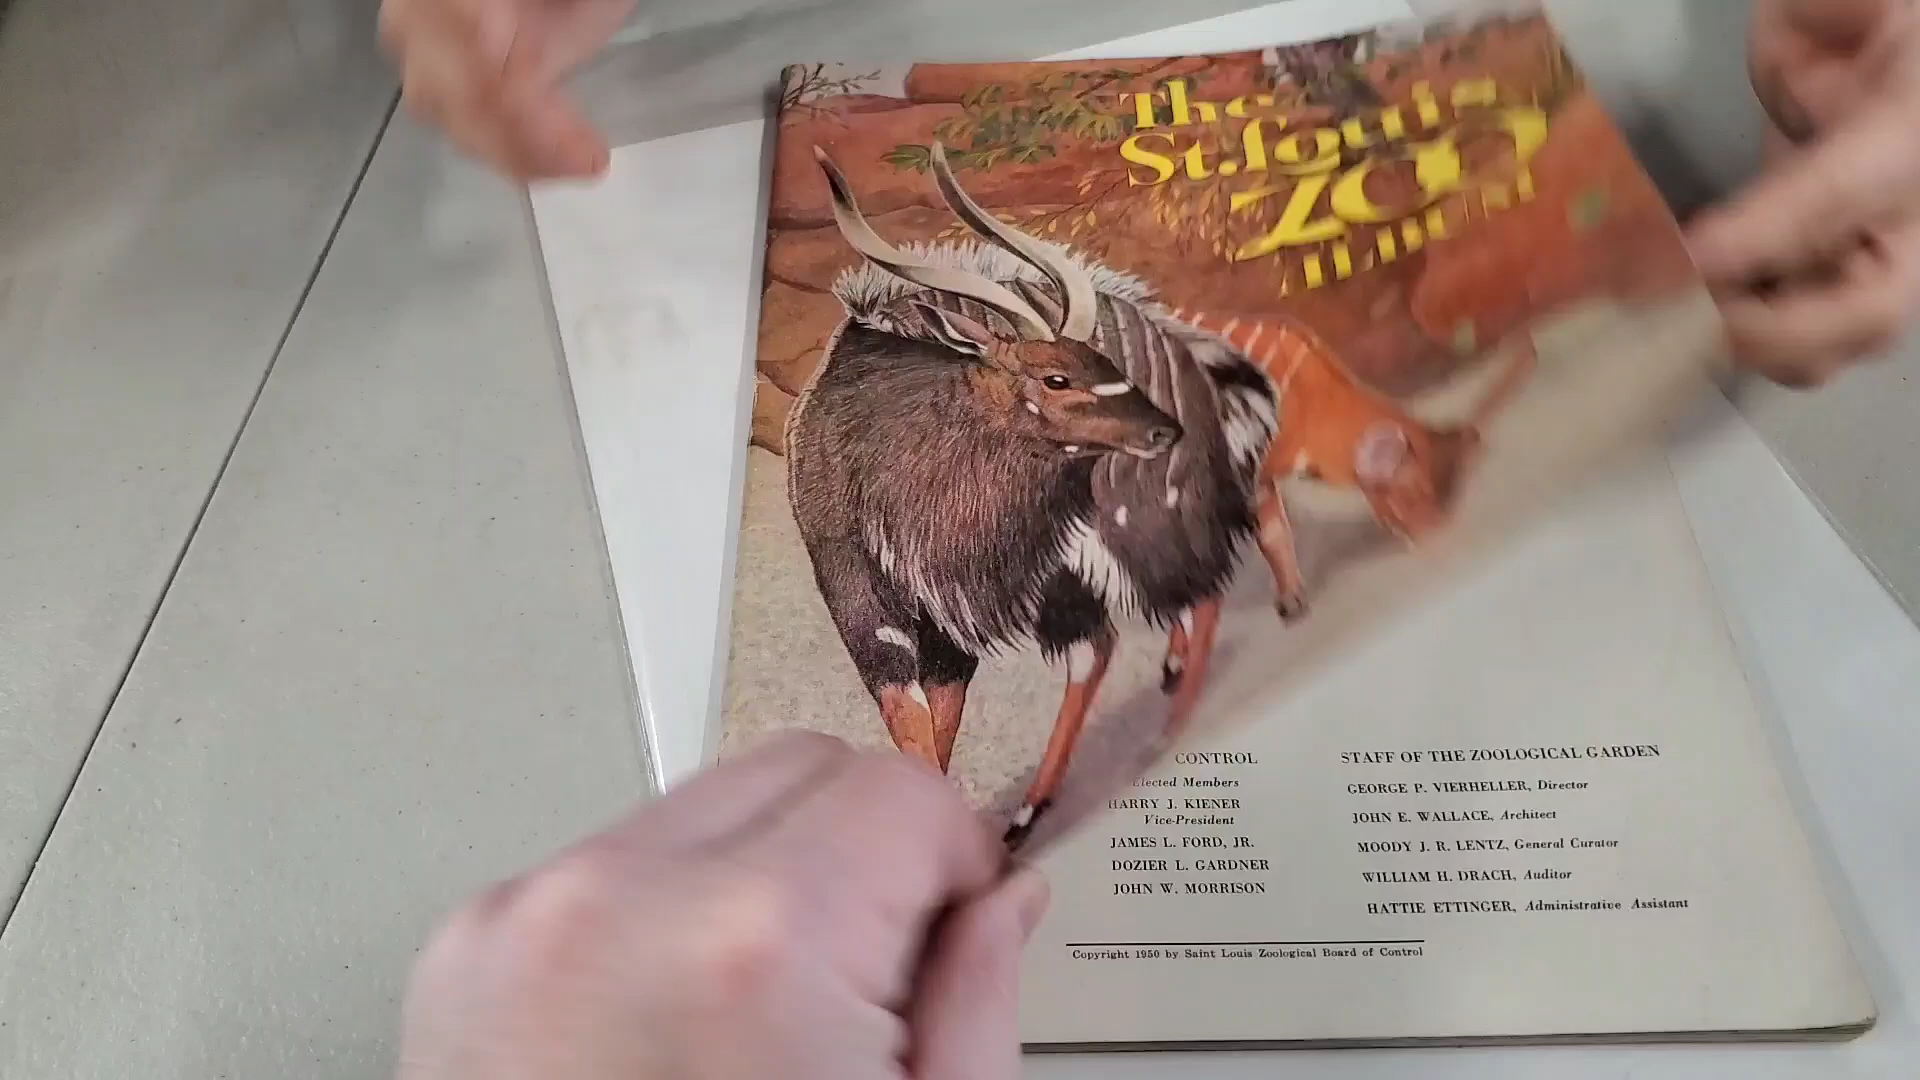 The
St. Louis
ZOO
ALBUM
CONTROL
Elected Members
HARRY J. KIENER
Vice-President
JAMES L. FORD, JR.
DOZIER L. GARDNER
JOHN W. MORRISON
STAFF OF THE ZOOLOGICAL GARDEN
GEORGE P. VIERHELLER, Director
JOHN E. WALLACE, Architect
MOODY J. R. LENTZ, General Curator
WILLIAM H. DRACH, Auditor
HATTIE ETTINGER, Administrative Assistant
Copyright 1950 by Saint Louis Zoological Board of Control